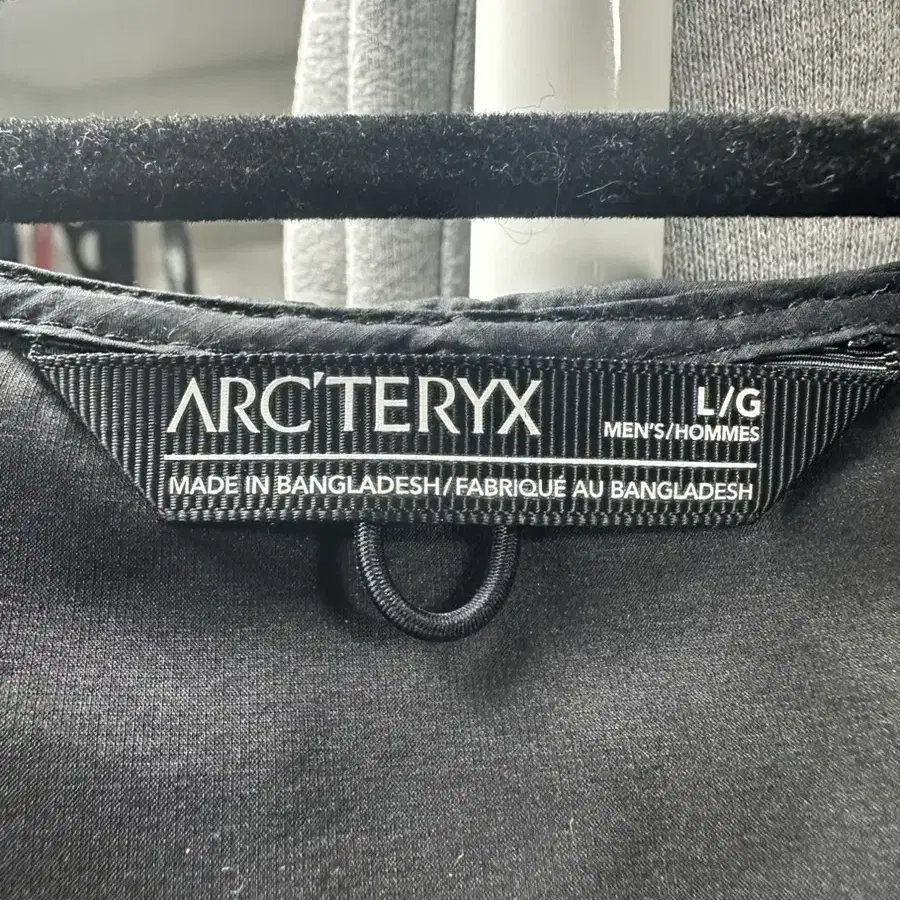 ARC'TERYX
L/G
MEN'S/HOMMES
MADE IN BANGLADESH/FABRIQUÉ AU BANGLADESH